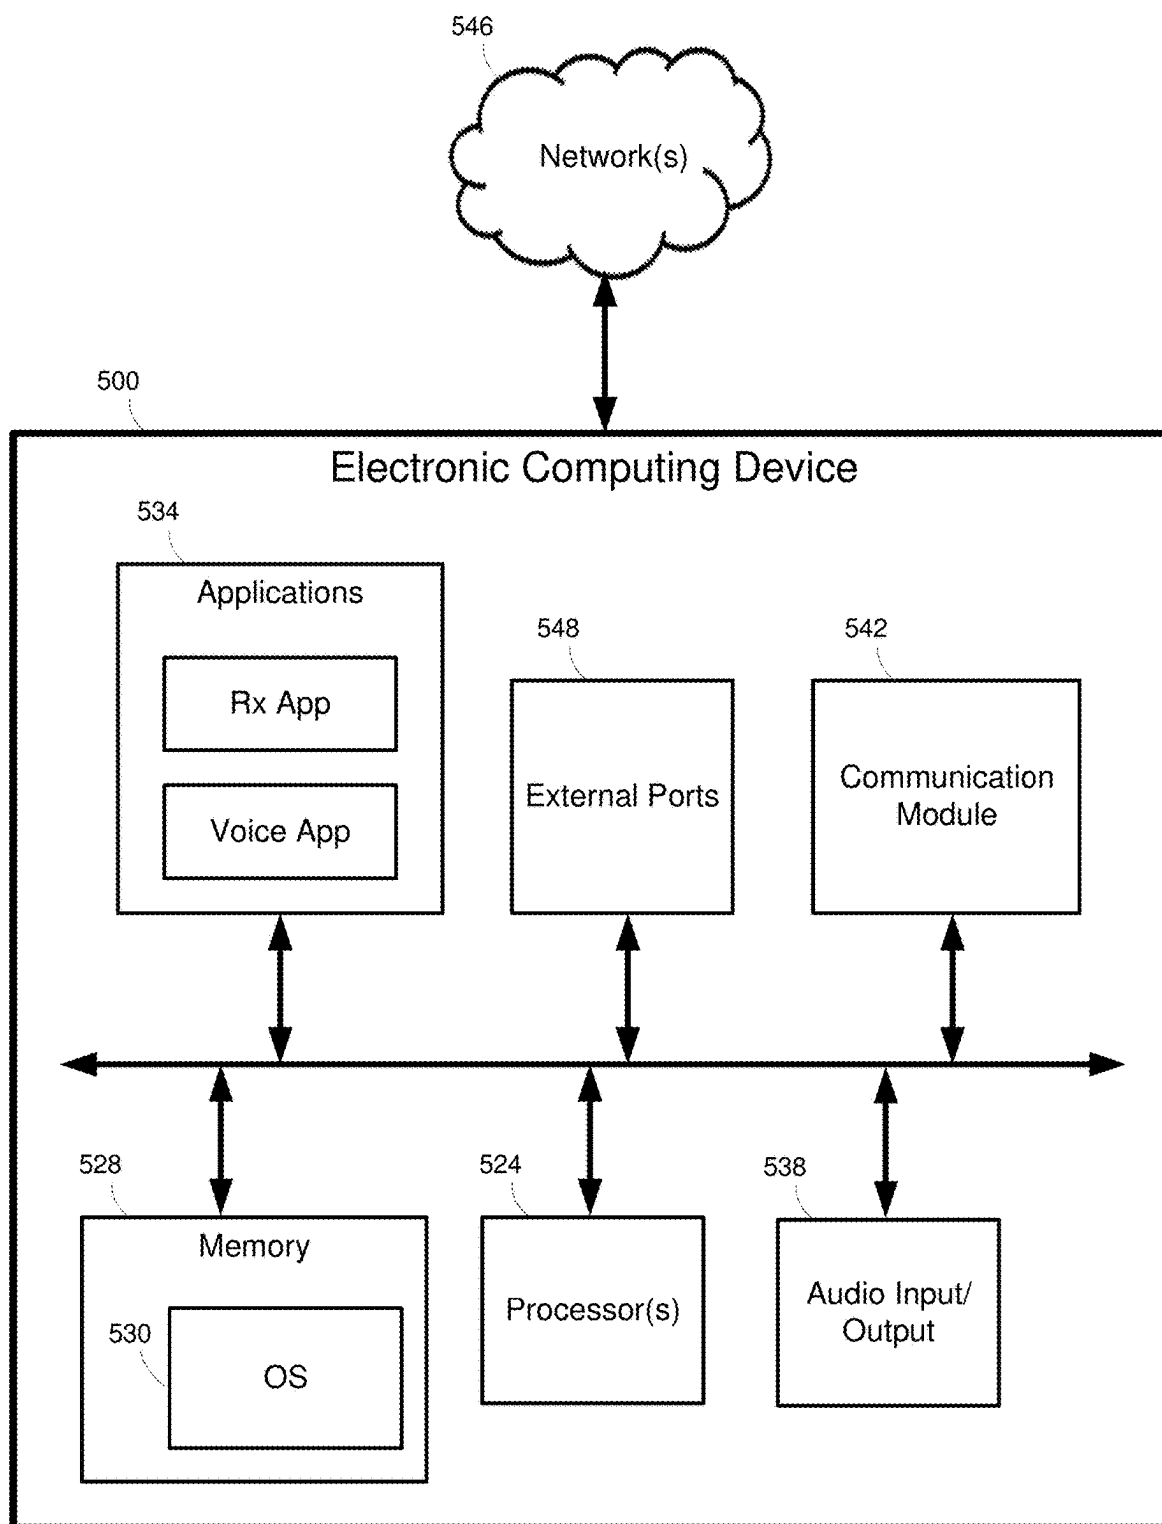 546
Network(s)
500
Electronic Computing Device
534
Applications
Rx App
Voice App
548
External Ports
542
Communication
Module
528
Memory
530
OS
524
Processor(s)
538
Audio Input/
Output